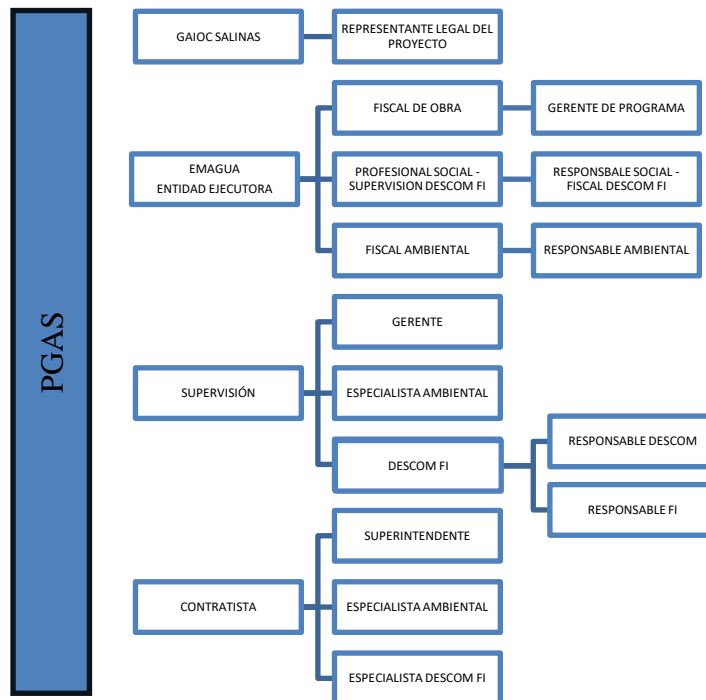 PGAS
GAIOC SALINAS
REPRESENTANTE LEGAL DEL
PROYECTO
EMAGUA
ENTIDAD EJECUTORA
FISCAL DE OBRA
GERENTE DE PROGRAMA
PROFESIONAL SOCIAL -
SUPERVISION DESCOM FI
RESPONSBALE SOCIAL -
FISCAL DESCOM FI
FISCAL AMBIENTAL
RESPONSABLE AMBIENTAL
SUPERVISIÓN
GERENTE
ESPECIALISTA AMBIENTAL
DESCOM FI
RESPONSABLE DESCOM
RESPONSABLE FI
CONTRATISTA
SUPERINTENDENTE
ESPECIALISTA AMBIENTAL
ESPECIALISTA DESCOM FI